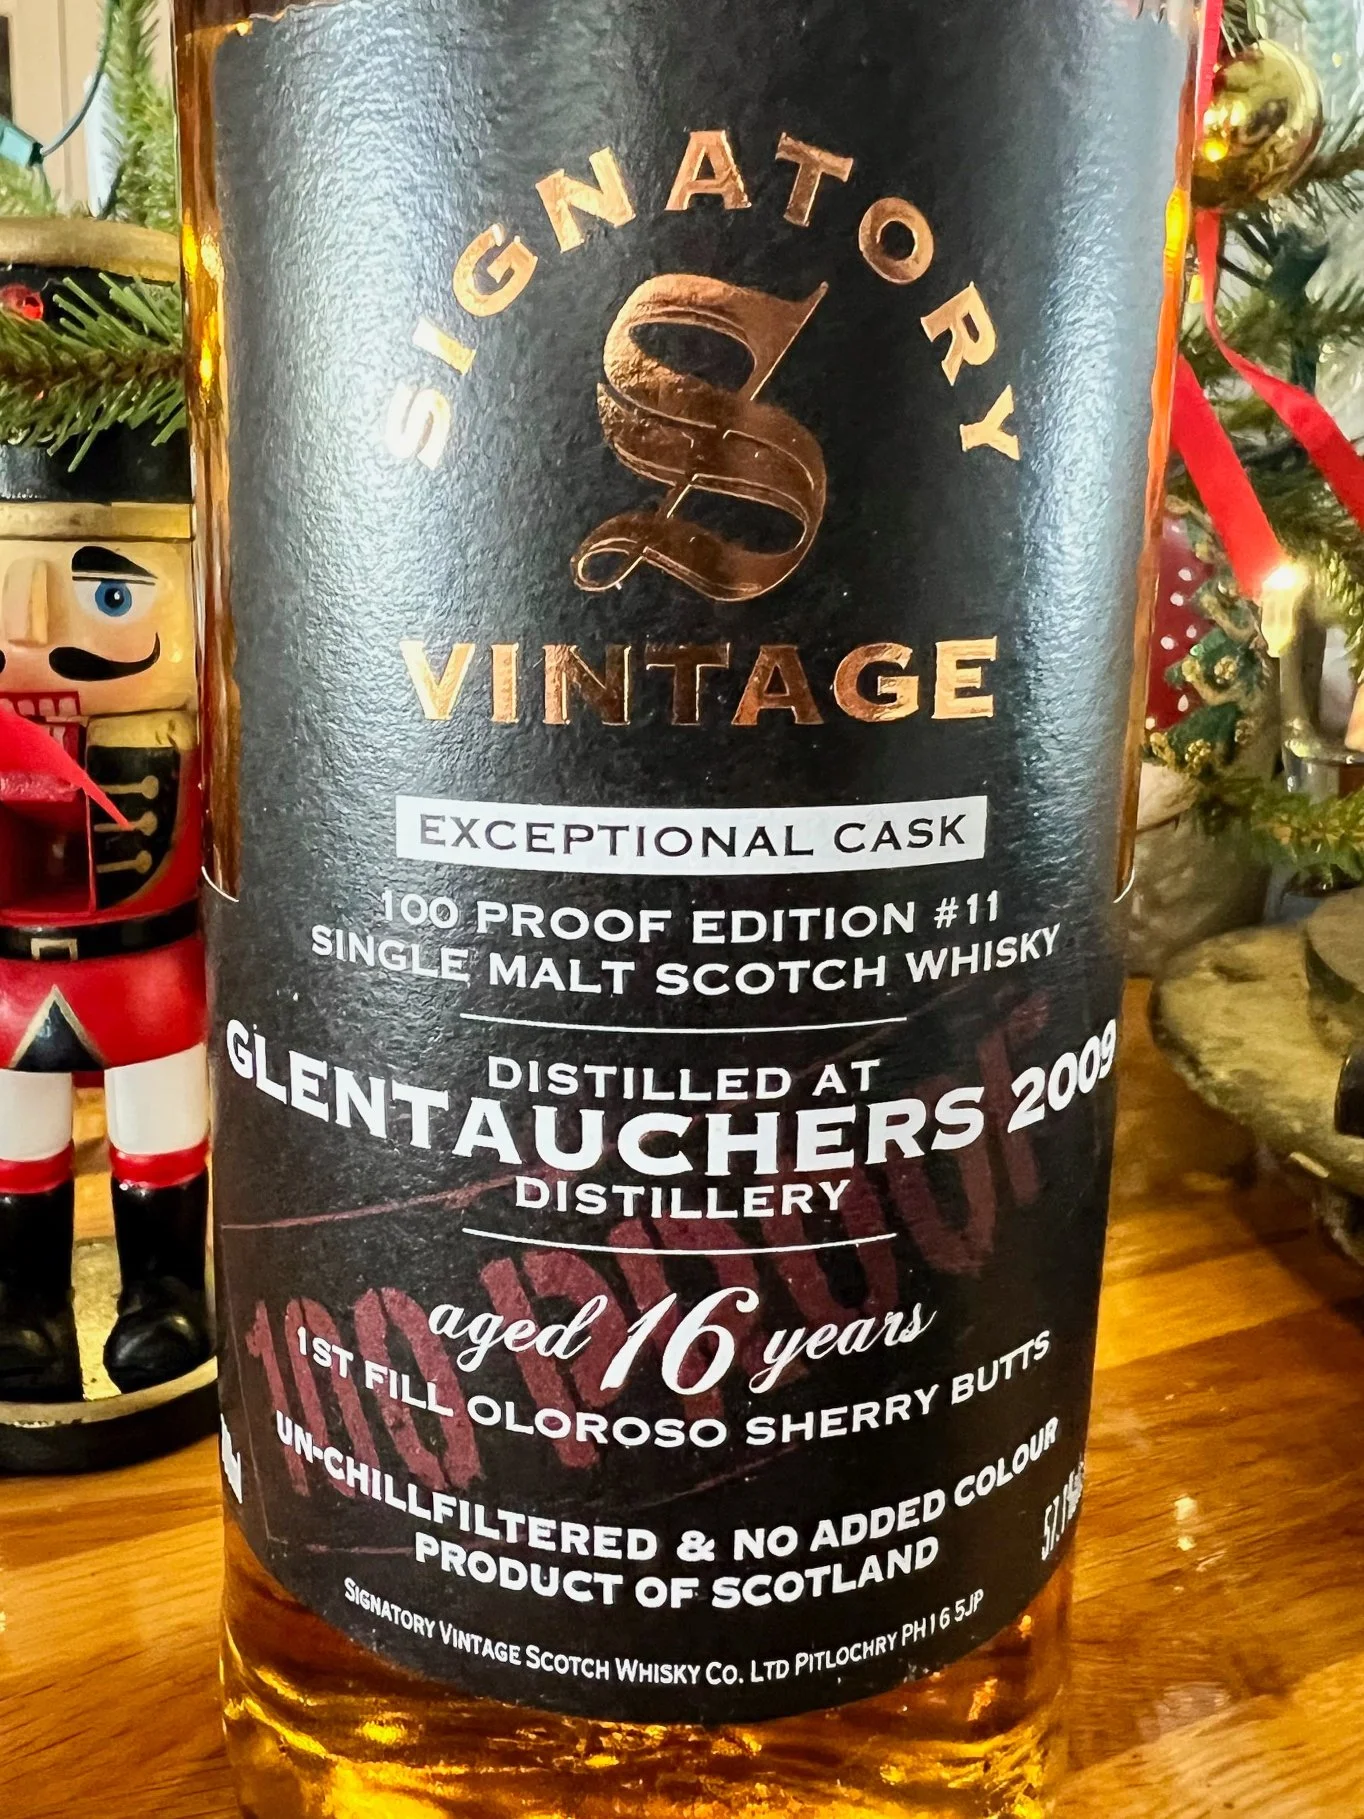 SIGNATORY
S
VINTAGE
EXCEPTIONAL CASK
100 PROOF EDITION #11
SINGLE MALT SCOTCH WHISKY
DISTILLED AT
GLENTAUCHERS 2009
DISTILLERY
100 PROOF
aged 16 years
1ST FILL OLOROSO SHERRY BUTTS
UN-CHILLFILTERED & NO ADDED COLOUR
57.1%
PRODUCT OF SCOTLAND
SIGNATORY VINTAGE SCOTCH WHISKY CO. LTD PITLOCHRY PH16 5JP